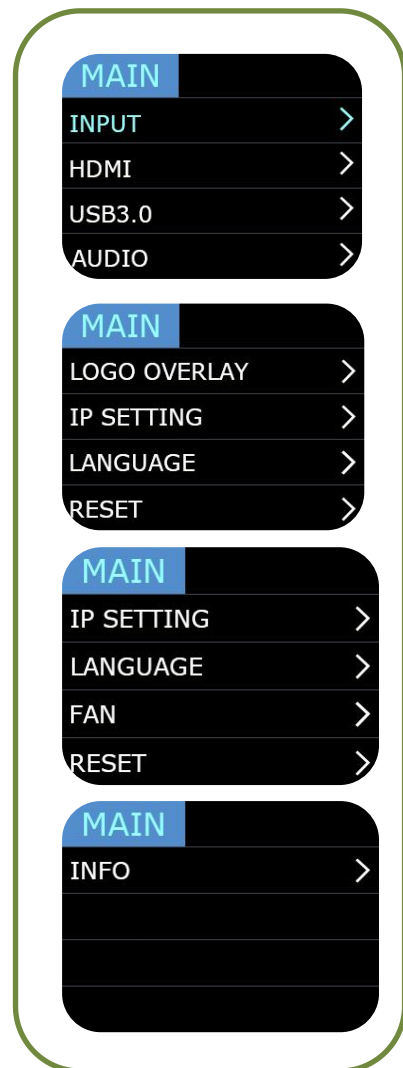 MAIN
INPUT
HDMI
USB3.0
AUDIO
MAIN
LOGO OVERLAY
IP SETTING
LANGUAGE
RESET
MAIN
IP SETTING
LANGUAGE
FAN
RESET
MAIN
INFO